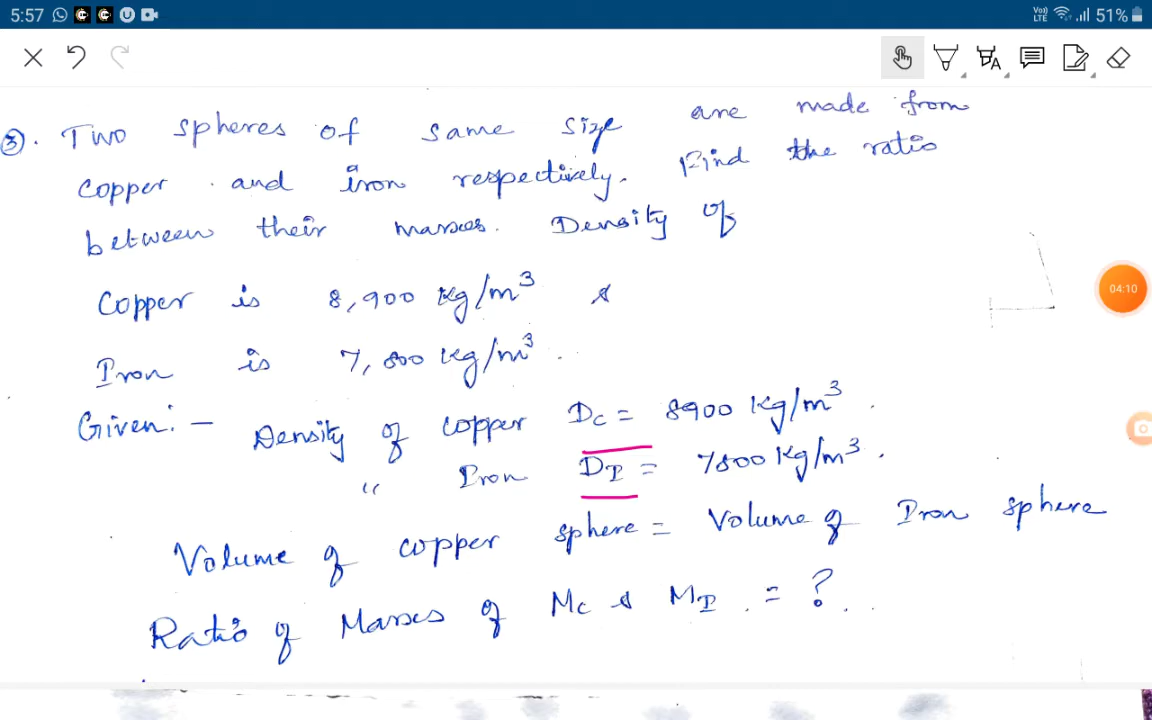 5:57 51%
③. Two spheres of same size are made from
copper and iron respectively. Find the ratio
between their masses. Density of
Copper is 8,900 Kg/m³ &
Iron is 7,800 Kg/m³.
Given:- Density of copper Dc = 8900 Kg/m³.
" Iron DI = 7800 Kg/m³.
Volume of copper sphere = Volume of Iron sphere
Ratio of Masses of Mc & MI. = ?.
04:10